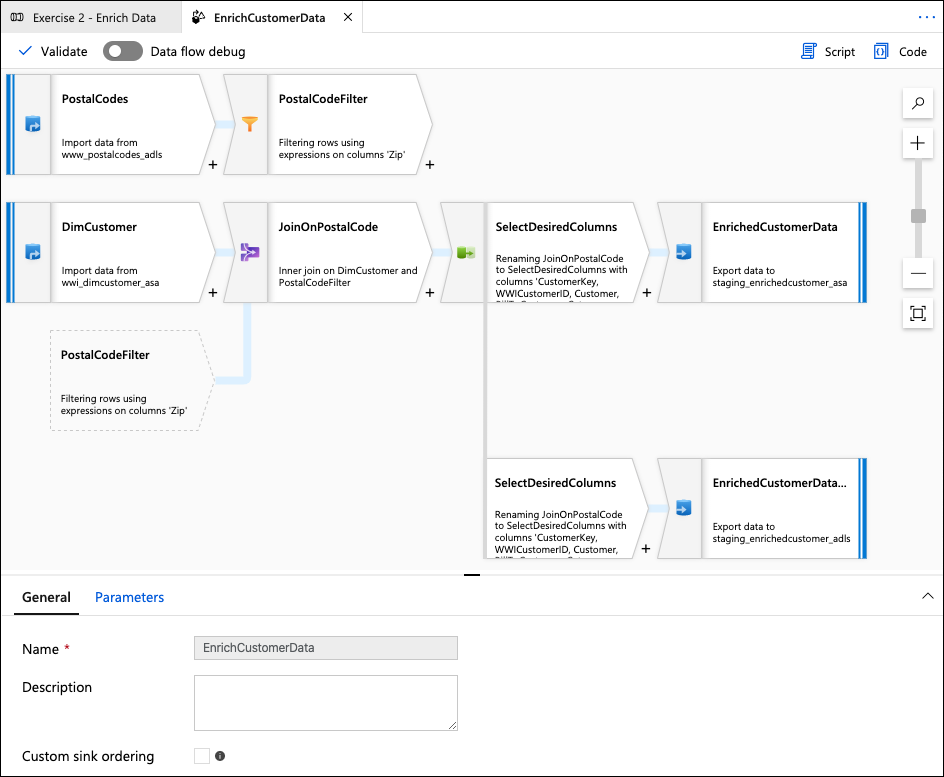 Exercise 2 - Enrich Data
EnrichCustomerData
Validate
Data flow debug
Script
Code
PostalCodes
Import data from
www_postalcodes_adls
+
PostalCodeFilter
Filtering rows using
expressions on columns 'Zip'
+
DimCustomer
Import data from
wwi_dimcustomer_asa
+
JoinOnPostalCode
Inner join on DimCustomer and
PostalCodeFilter
+
SelectDesiredColumns
Renaming JoinOnPostalCode
to SelectDesiredColumns with
columns 'CustomerKey,
WWICustomerID, Customer,
+
EnrichedCustomerData
Export data to
staging_enrichedcustomer_asa
PostalCodeFilter
Filtering rows using
expressions on columns 'Zip'
SelectDesiredColumns
Renaming JoinOnPostalCode
to SelectDesiredColumns with
columns 'CustomerKey,
WWICustomerID, Customer,
+
EnrichedCustomerData...
Export data to
staging_enrichedcustomer_adls
General
Parameters
Name *
EnrichCustomerData
Description
Custom sink ordering